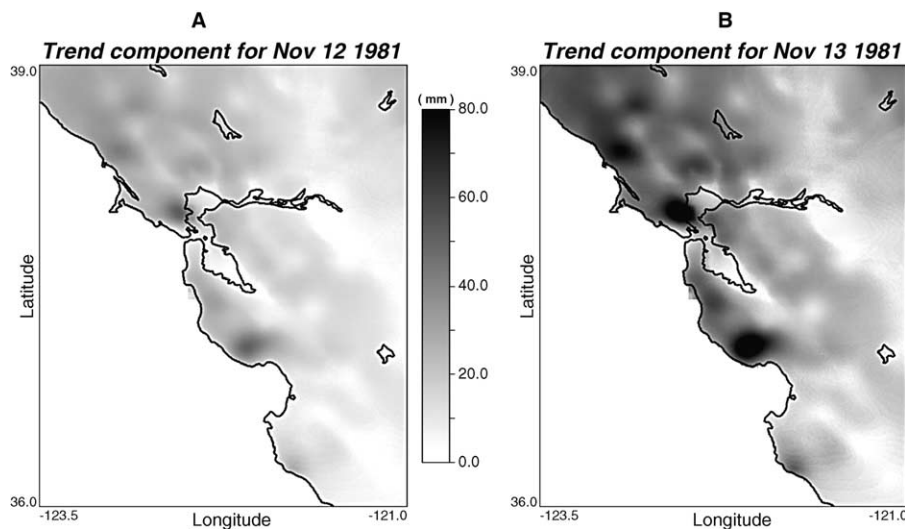 A
B
Trend component for Nov 12 1981
Trend component for Nov 13 1981
39.0
( mm )
80.0
60.0
40.0
20.0
0.0
Latitude
36.0
-123.5
Longitude
-121.0
39.0
Latitude
36.0
-123.5
Longitude
-121.0